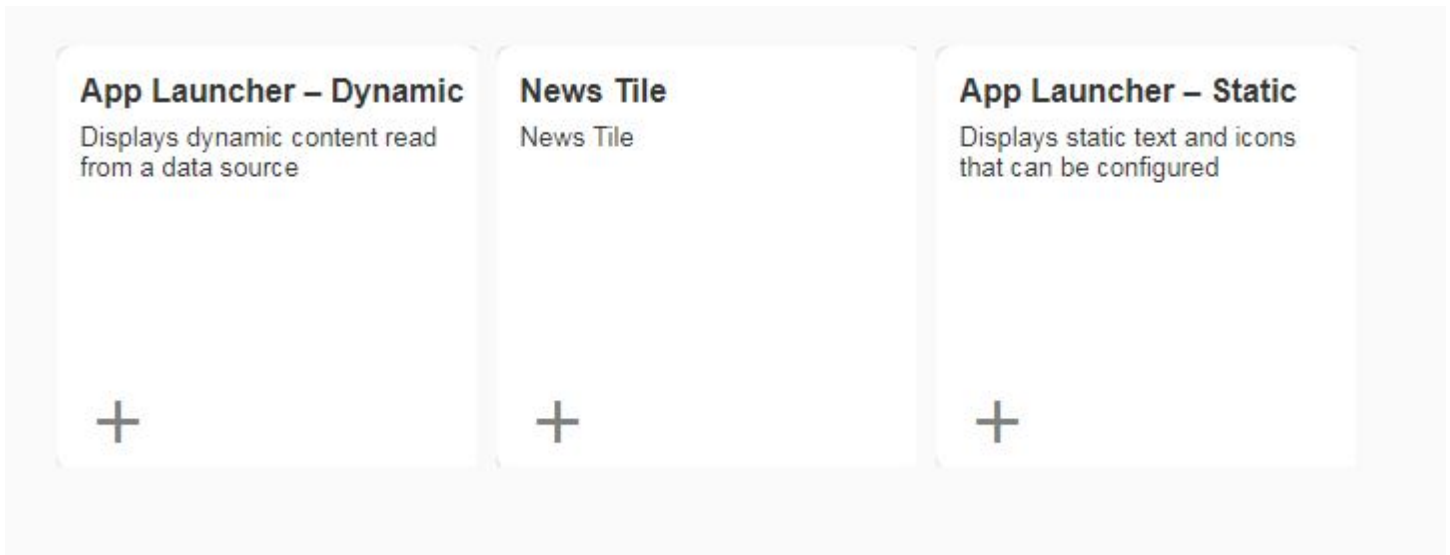 App Launcher – Dynamic
Displays dynamic content read
from a data source
News Tile
News Tile
App Launcher – Static
Displays static text and icons
that can be configured